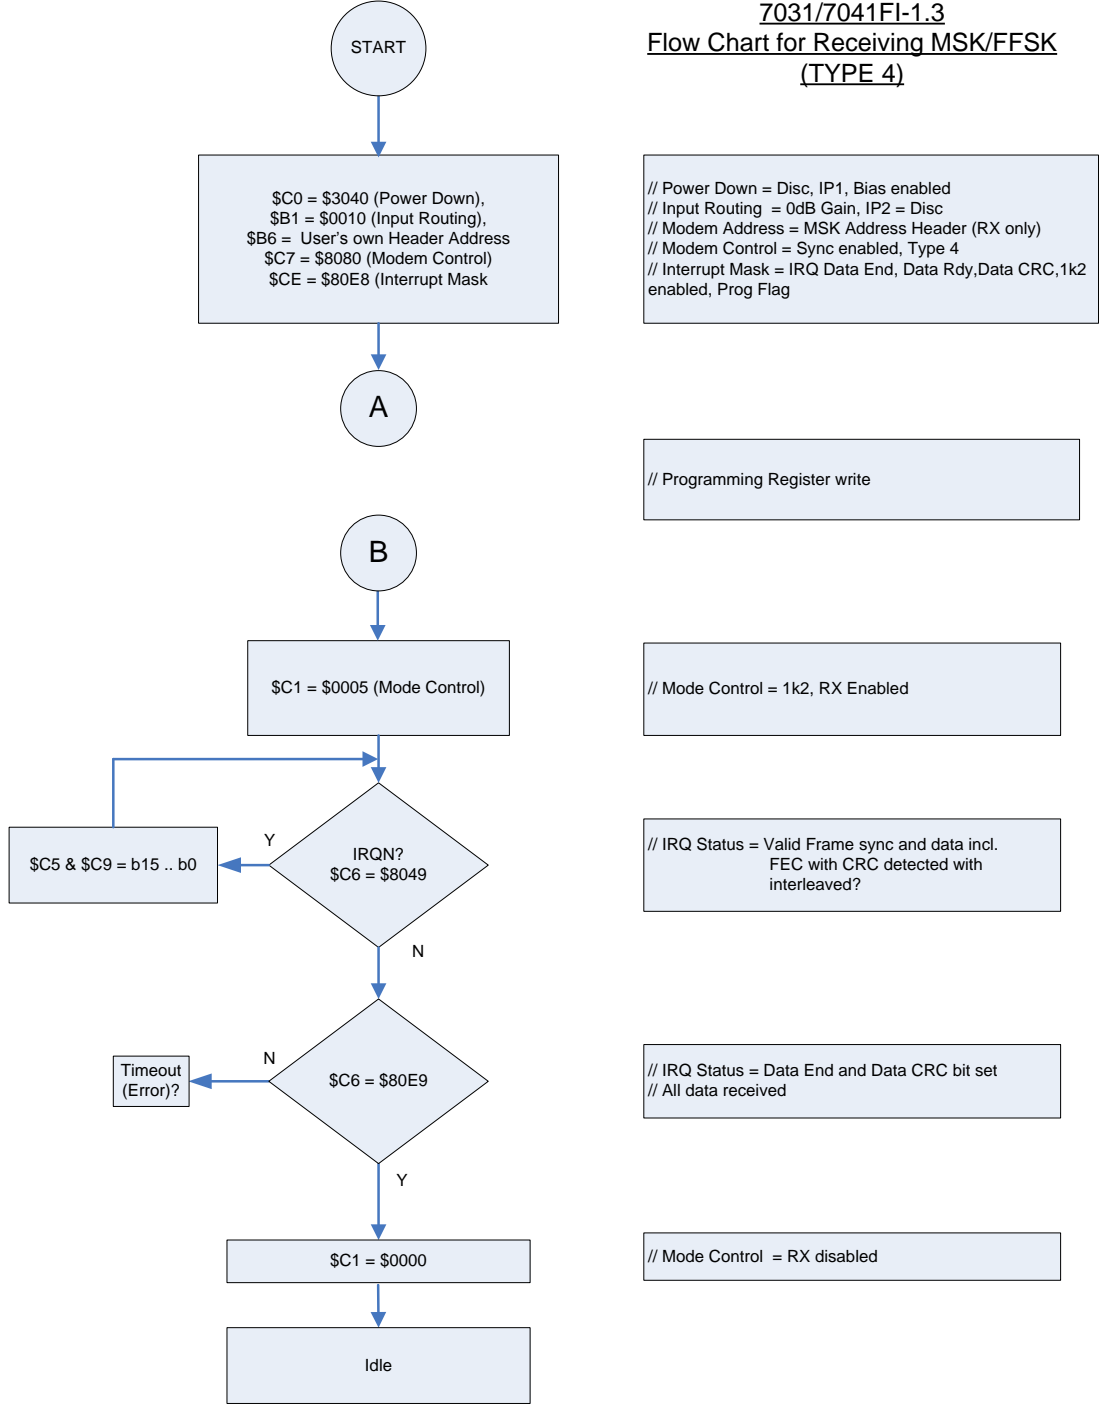 7031/7041FI-1.3
Flow Chart for Receiving MSK/FFSK
(TYPE 4)
START
$C0 = $3040 (Power Down),
$B1 = $0010 (Input Routing),
$B6 =  User's own Header Address
$C7 = $8080 (Modem Control)
$CE = $80E8 (Interrupt Mask
// Power Down = Disc, IP1, Bias enabled
// Input Routing  = 0dB Gain, IP2 = Disc
// Modem Address = MSK Address Header (RX only)
// Modem Control = Sync enabled, Type 4
// Interrupt Mask = IRQ Data End, Data Rdy,Data CRC,1k2
enabled, Prog Flag
A
// Programming Register write
B
$C1 = $0005 (Mode Control)
// Mode Control = 1k2, RX Enabled
$C5 & $C9 = b15 .. b0
Y
IRQN?
$C6 = $8049
N
// IRQ Status = Valid Frame sync and data incl.
FEC with CRC detected with
interleaved?
Timeout
(Error)?
N
$C6 = $80E9
Y
// IRQ Status = Data End and Data CRC bit set
// All data received
$C1 = $0000
// Mode Control  = RX disabled
Idle